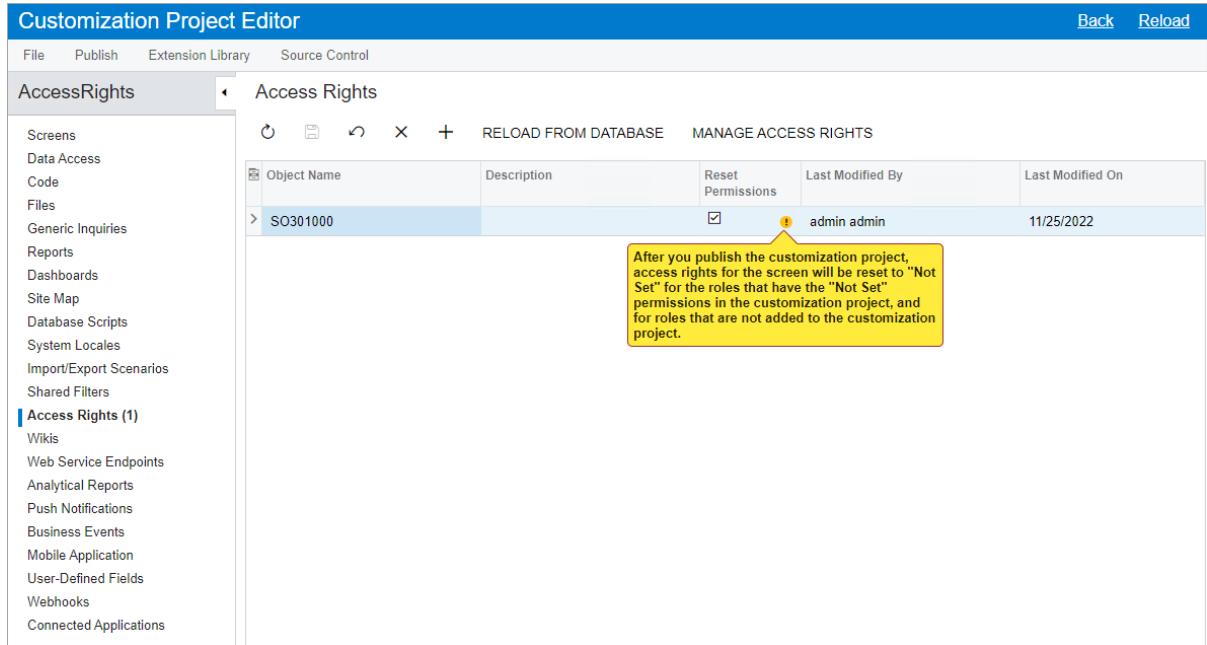 Customization Project Editor
Back Reload
File Publish Extension Library Source Control
AccessRights
Access Rights
RELOAD FROM DATABASE MANAGE ACCESS RIGHTS
Screens
Data Access
Code
Files
Generic Inquiries
Reports
Dashboards
Site Map
Database Scripts
System Locales
Import/Export Scenarios
Shared Filters
Access Rights (1)
Wikis
Web Service Endpoints
Analytical Reports
Push Notifications
Business Events
Mobile Application
User-Defined Fields
Webhooks
Connected Applications
Object Name Description Reset Permissions Last Modified By Last Modified On
SO301000 admin admin 11/25/2022
After you publish the customization project,
access rights for the screen will be reset to "Not
Set" for the roles that have the "Not Set"
permissions in the customization project, and
for roles that are not added to the customization
project.